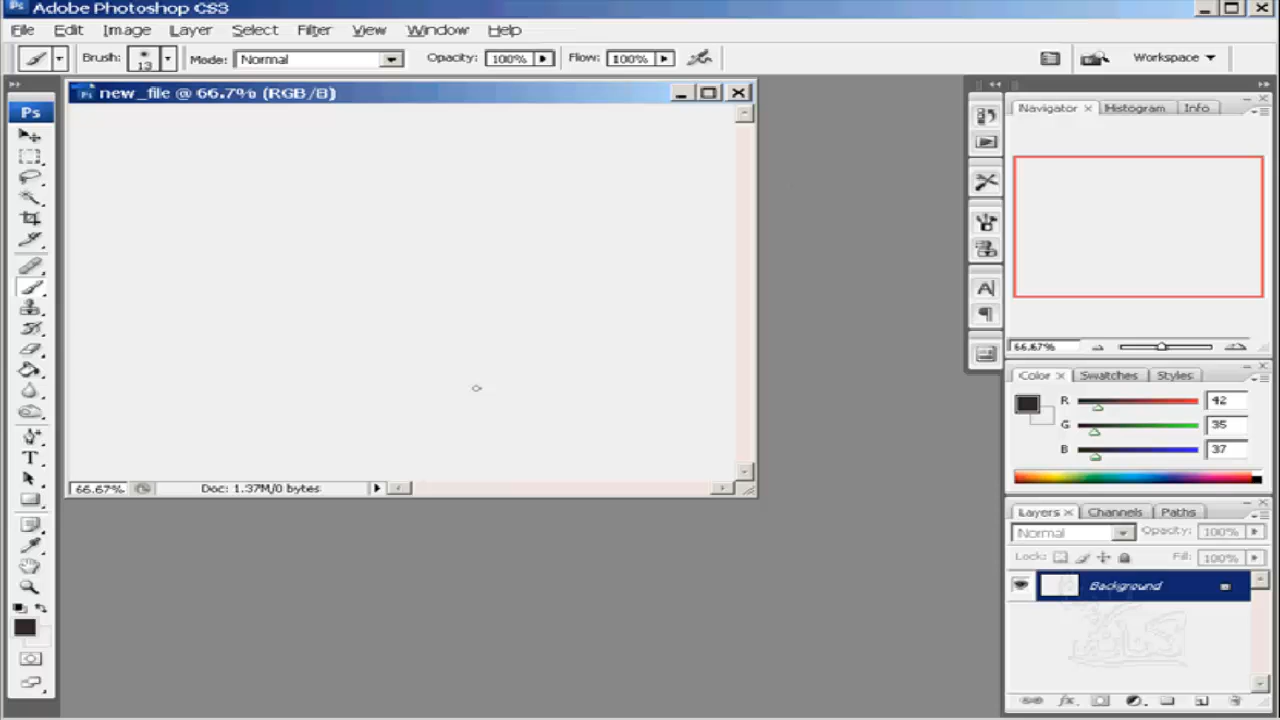 Adobe Photoshop CS3
File Edit Image Layer Select Filter View Window Help
Brush: 13 Mode: Normal Opacity: 100% Flow: 100% Workspace
new_file @ 66.7% (RGB/8)
Ps
Navigator Histogram Info
66.67%
Color Swatches Styles
R 42
G 35
B 37
66.67% Doc: 1.37M/0 bytes
Layers Channels Paths
Normal Opacity: 100%
Lock: Fill: 100%
Background